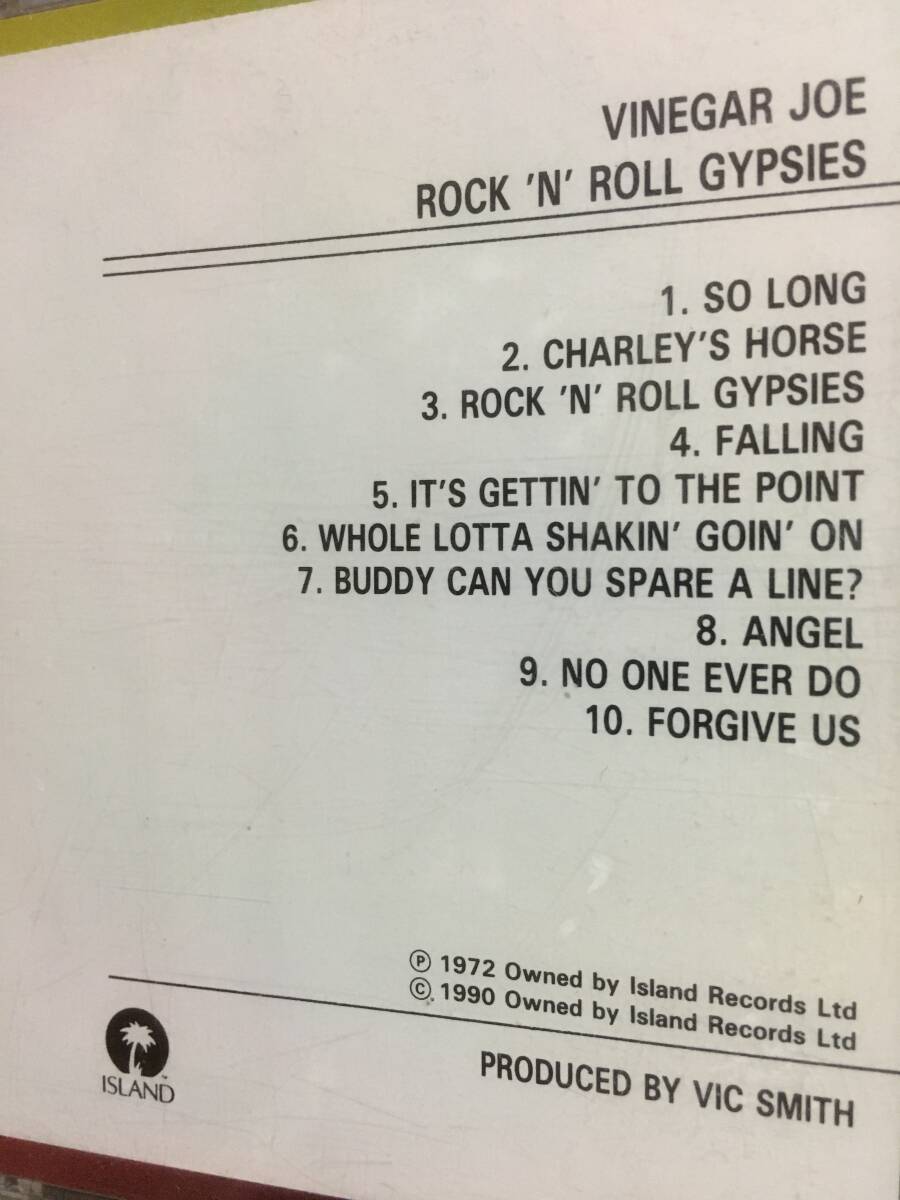 VINEGAR JOE
ROCK 'N' ROLL GYPSIES
1. SO LONG
2. CHARLEY'S HORSE
3. ROCK 'N' ROLL GYPSIES
4. FALLING
5. IT'S GETTIN' TO THE POINT
6. WHOLE LOTTA SHAKIN' GOIN' ON
7. BUDDY CAN YOU SPARE A LINE?
8. ANGEL
9. NO ONE EVER DO
10. FORGIVE US
℗ 1972 Owned by Island Records Ltd
©. 1990 Owned by Island Records Ltd
ISLAND™
PRODUCED BY VIC SMITH